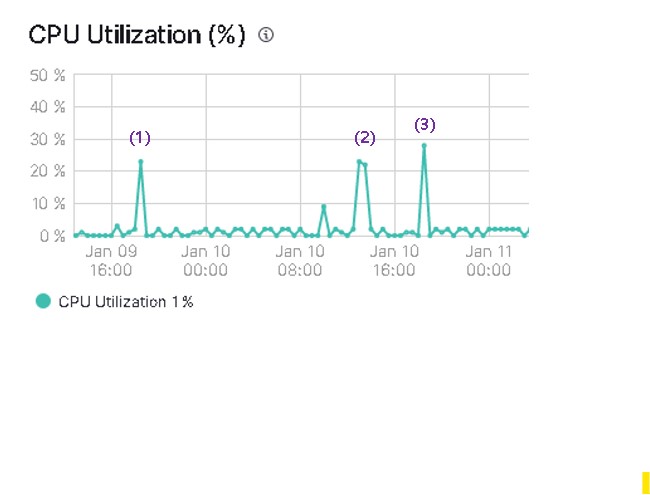 CPU Utilization (%)
50 %
40 %
30 %
20 %
10 %
0 %
(1)
(2)
(3)
Jan 09
16:00
Jan 10
00:00
Jan 10
08:00
Jan 10
16:00
Jan 11
00:00
CPU Utilization 1 %